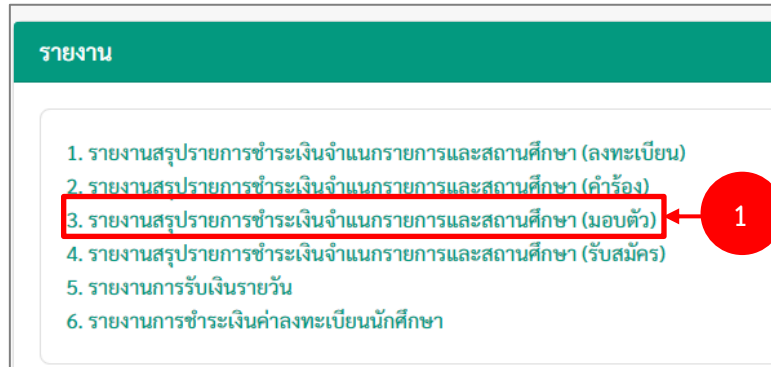 รายงาน
1. รายงานสรุปรายการชำระเงินจำแนกรายการและสถานศึกษา (ลงทะเบียน)
2. รายงานสรุปรายการชำระเงินจำแนกรายการและสถานศึกษา (คำร้อง)
3. รายงานสรุปรายการชำระเงินจำแนกรายการและสถานศึกษา (มอบตัว)
1
4. รายงานสรุปรายการชำระเงินจำแนกรายการและสถานศึกษา (รับสมัคร)
5. รายงานการรับเงินรายวัน
6. รายงานการชำระเงินค่าลงทะเบียนนักศึกษา